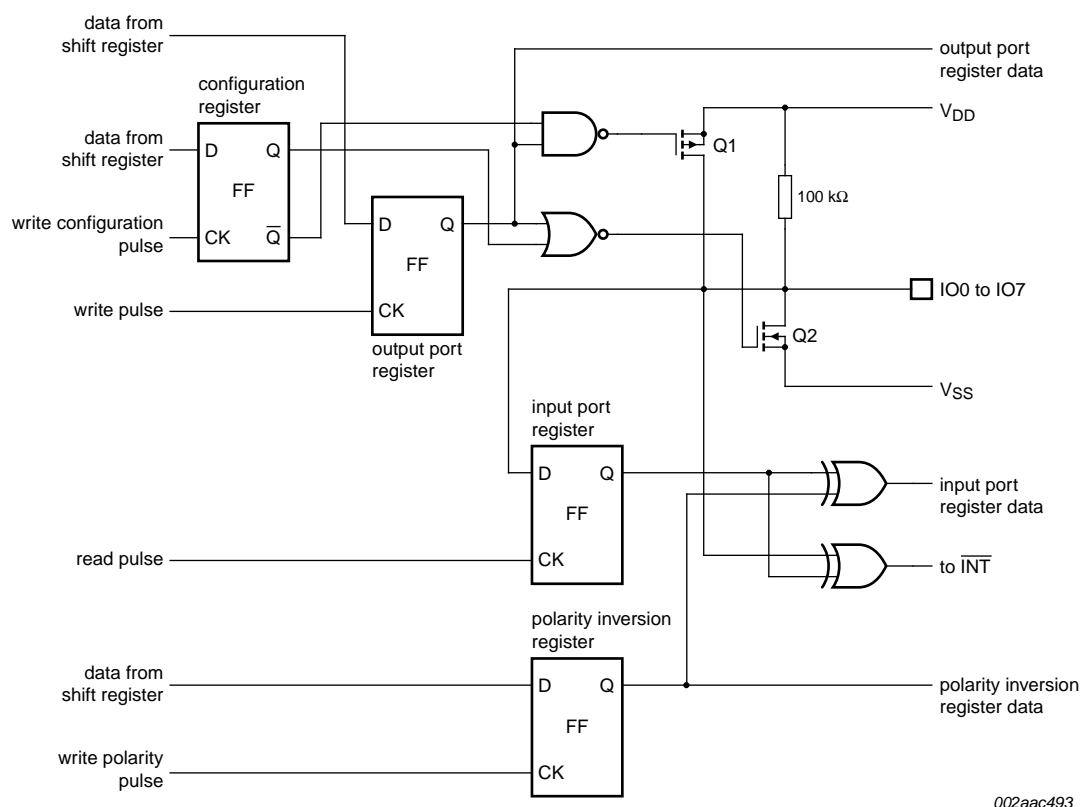 data from
shift register
output port
register data
configuration
register
VDD
data from
shift register
D
Q
Q1
FF
100 kΩ
write configuration
pulse
CK
Q̅
D
Q
FF
IO0 to IO7
write pulse
CK
Q2
output port
register
VSS
input port
register
D
Q
input port
register data
FF
read pulse
CK
to I̅N̅T̅
polarity inversion
register
data from
shift register
D
Q
polarity inversion
register data
FF
write polarity
pulse
CK
002aac493